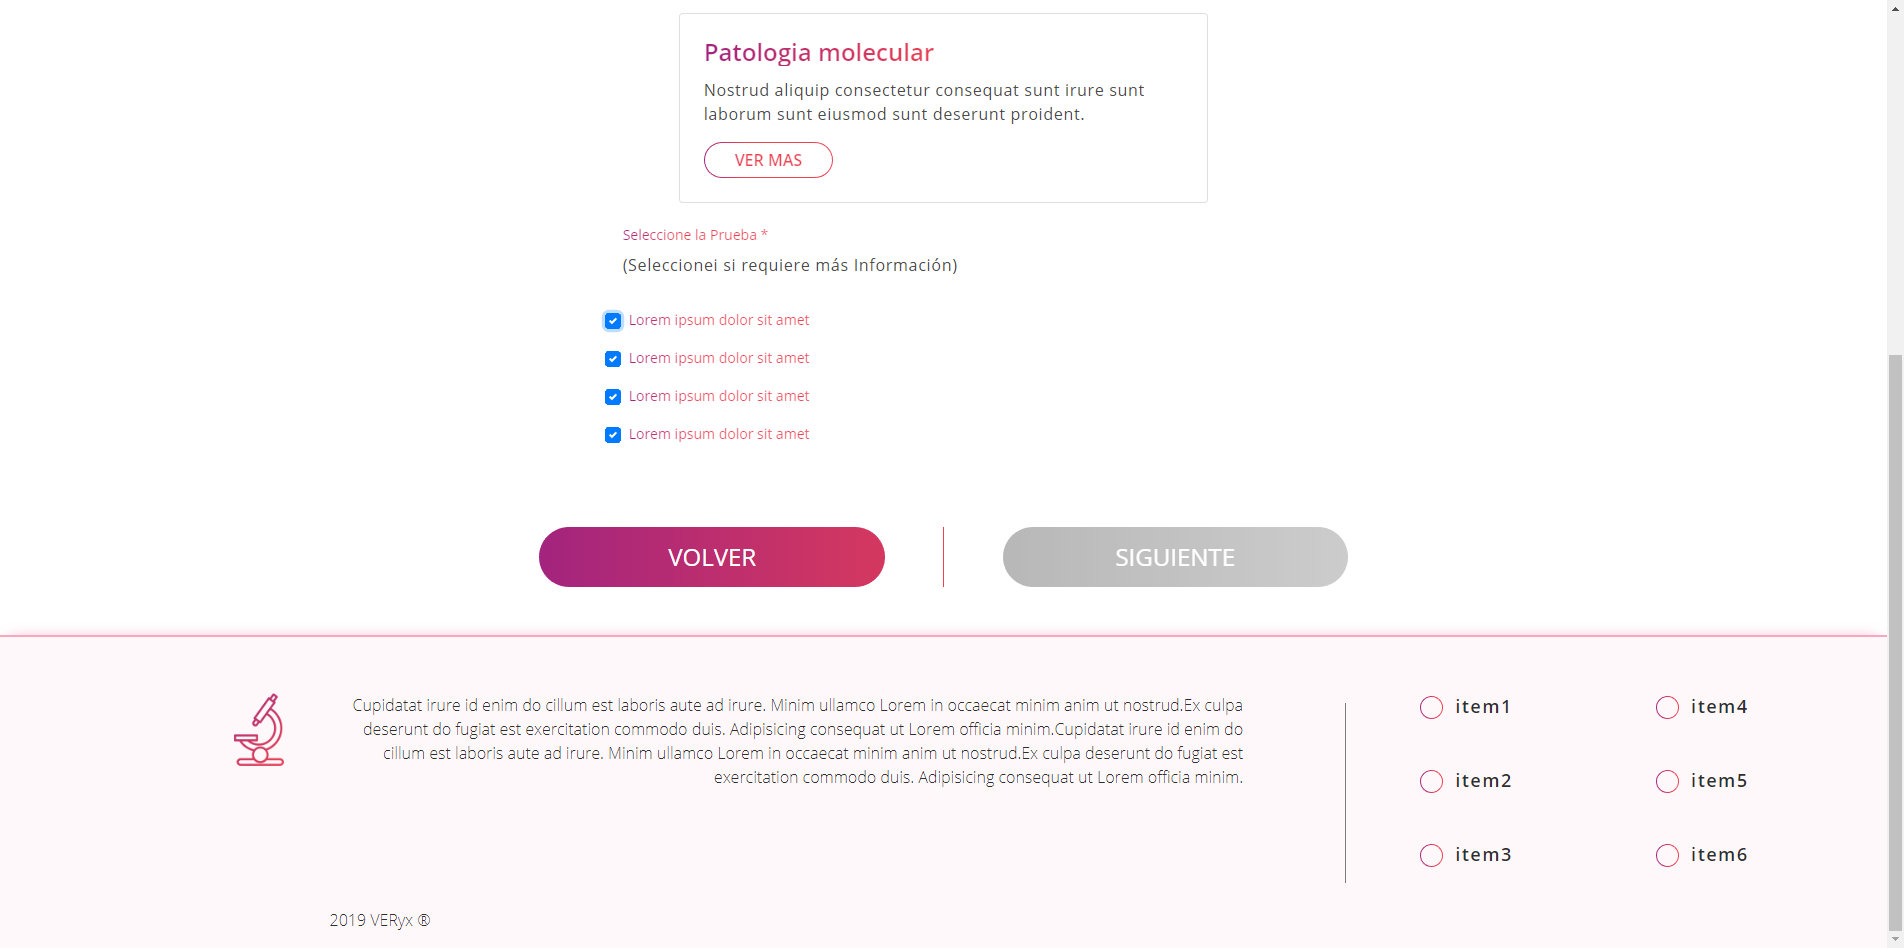 Patologia molecular
Nostrud aliquip consectetur consequat sunt irure sunt
laborum sunt eiusmod sunt deserunt proident.
VER MAS
Seleccione la Prueba *
(Seleccionei si requiere más Información)
Lorem ipsum dolor sit amet
Lorem ipsum dolor sit amet
Lorem ipsum dolor sit amet
Lorem ipsum dolor sit amet
VOLVER
SIGUIENTE
Cupidatat irure id enim do cillum est laboris aute ad irure. Minim ullamco Lorem in occaecat minim anim ut nostrud.Ex culpa
deserunt do fugiat est exercitation commodo duis. Adipisicing consequat ut Lorem officia minim.Cupidatat irure id enim do
cillum est laboris aute ad irure. Minim ullamco Lorem in occaecat minim anim ut nostrud.Ex culpa deserunt do fugiat est
exercitation commodo duis. Adipisicing consequat ut Lorem officia minim.
item1
item2
item3
item4
item5
item6
2019 VERyx ®